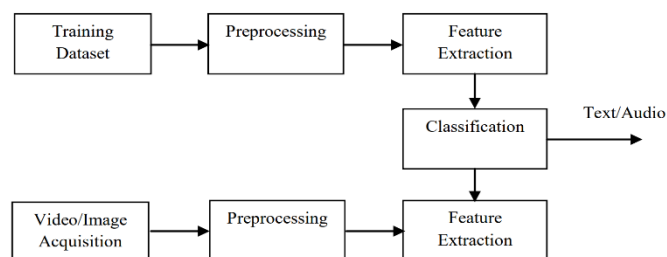 Training
Dataset
Preprocessing
Feature
Extraction
Classification
Text/Audio
Video/Image
Acquisition
Preprocessing
Feature
Extraction